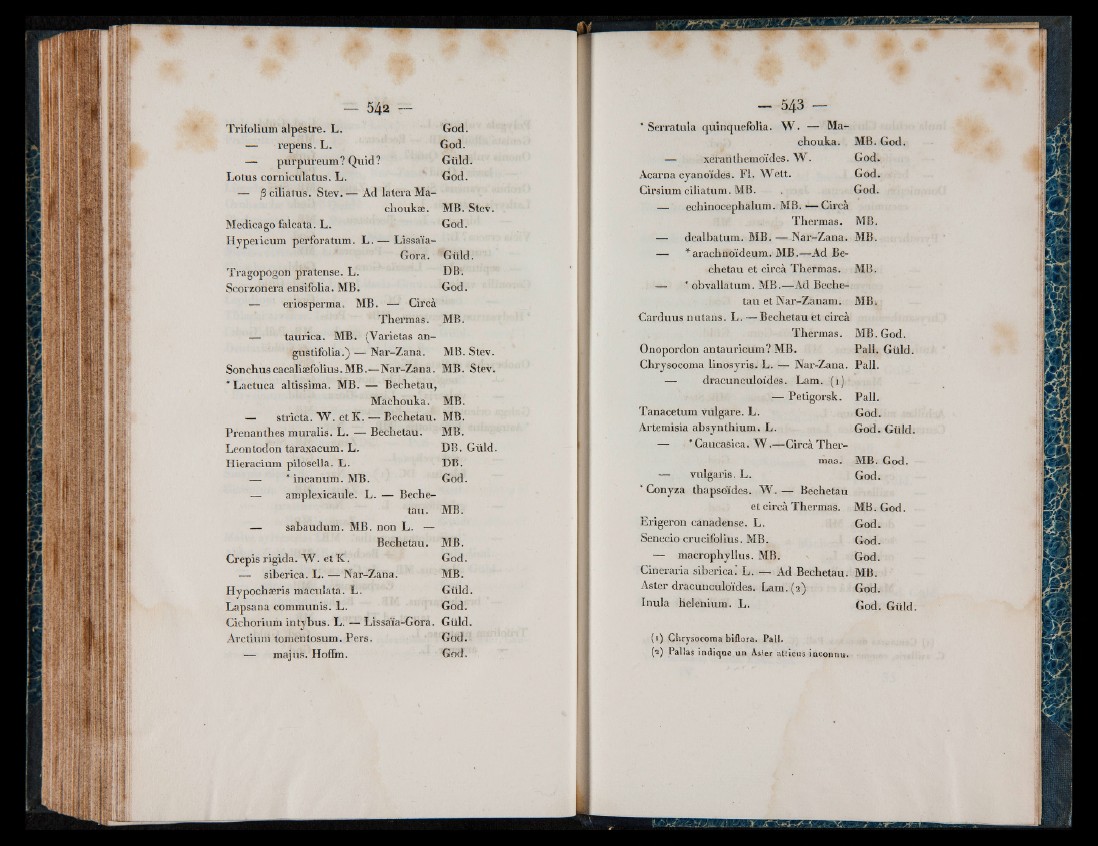 — 542 —
Trifolium alpestre. L. God.
— repens. L. God.
— purpureum? Quid? Güld.
Lotus corniculatus. L. God.
— β ciliatus. Stev. — Ad latera Ma-
choukæ. MB. Stev.
Medicago falcata. L. God.
Hypericum perforatum. L. — Lissaïa-
Gora. Güld.
Tragopogon pratense. L. DB.
Scorzonera ensifolia. MB. God.
— eriosperma. MB. — Circà
Thermas. MB.
— taurica. MB. (Varietas an-
gustifolia.) — Nar-Zana. MB. Stev.
Sonchus cacaliæfolius. MB. — Nar-Zana. MB. Stev.
* Lactuca altissima. MB. — Bechetau,
Machouka. MB.
— stricta. W. et K. — Bechetau. MB.
Prenanthes muralis. L. — Bechetau. MB.
Leontodon taraxacum. L. DB. Güld.
Hieracium pilosella. L. DB.
— * incanum. MB. God.
— amplexicaule. L. — Beche-
tau. MB.
— sabaudum. MB. non L. —
Bechetau. MB.
Crepis rigida. W. et K. God.
— siberica. L. — Nar-Zana. MB.
Hypochæris maculata. L. Güld.
Lapsana communis. L. God.
Cichorium intybus. L. — Lissaïa-Gora. Güld.
Arctium tomentosum. Pers. God.
— majus. Hoffm. God.
— 543 —
* Serratula quinquefolia. W. — Ma-
chouka. MB. God.
— xeranthemoïdes. W. God.
Acarna cyanoïdes. Fl. Wett. God.
Cirsium ciliatum. MB. God.
— echinocephalum. MB. — Circà
Thermas. MB.
— dealbatum. MB. — Nar-Zana. MB.
— * arachnoïdeum. MB. — Ad Be-
chetau et circà Thermas. MB.
— * obvallatum. MB. — Ad Beche-
tau et Nar-Zanam. MB.
Carduus nutans. L. — Bechetau et circà
Thermas. MB. God.
Onopordon antauricum? MB. Pall. Güld.
Chrysocoma linosyris. L. — Nar-Zana. Pall.
— dracunculoïdes. Lam. (1)
— Petigorsk. Pall.
Tanacetum vulgare. L. God.
Artemisia absynthium. L. God. Güld.
— * Caucasica. W. — Circà Ther-
mas. MB. God.
— vulgaris. L. God.
* Conyza thapsoïdes. W. — Bechetau
et circà Thermas. MB. God.
Erigeron canadense. L. God.
Senecio crucifolius. MB. God.
— macrophyllus. MB. God.
Cineraria siberica. L. — Ad Bechetau. MB.
Aster dracunculoïdes. Lam. (2) God.
Inula helenium. L. God. Güld.
(1) Chrysocoma biflora. Pall.
(2) Pallas indique un Aster atticus inconnu.